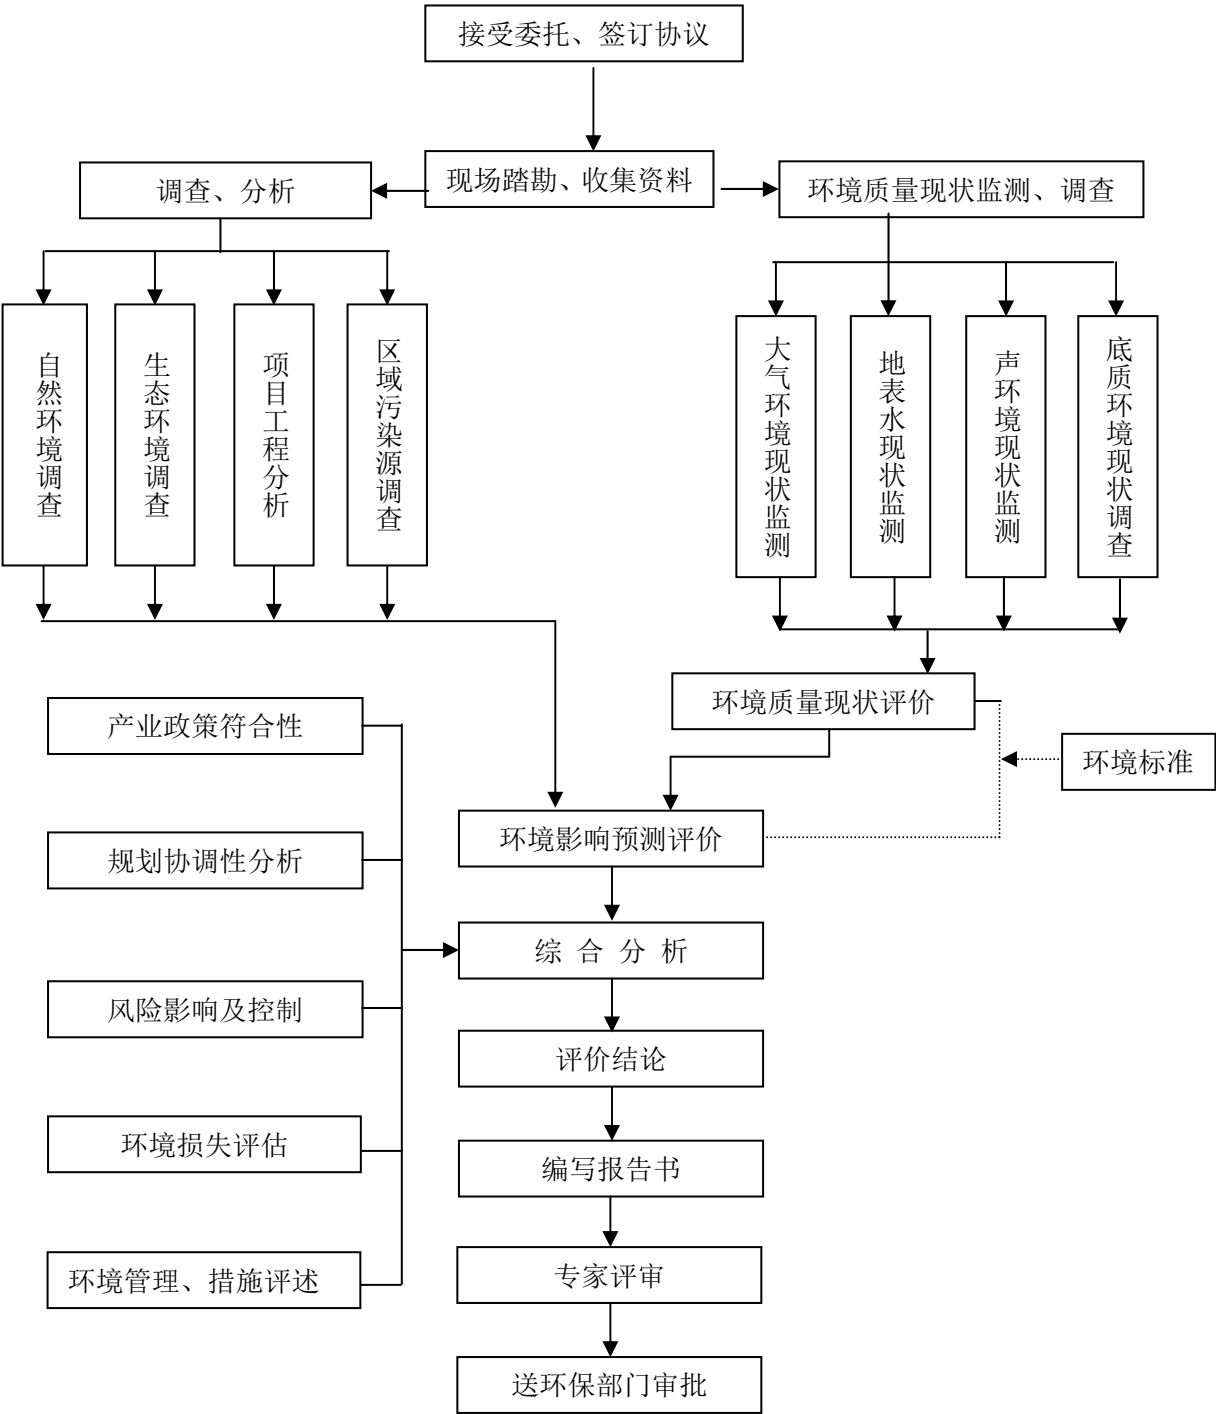 接受委托、签订协议
调查、分析
现场踏勘、收集资料
环境质量现状监测、调查
自然环境调查
生态环境调查
项目工程分析
区域污染源调查
大气环境现状监测
地表水现状监测
声环境现状监测
底质环境现状调查
环境质量现状评价
产业政策符合性
环境标准
环境影响预测评价
规划协调性分析
综 合 分 析
风险影响及控制
评价结论
环境损失评估
编写报告书
环境管理、措施评述
专家评审
送环保部门审批